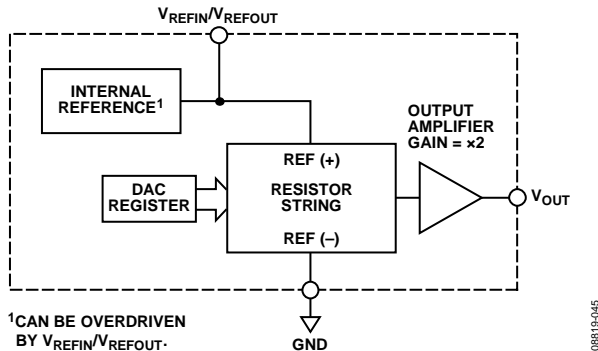 VREFIN/VREFOUT
INTERNAL
REFERENCE1
OUTPUT
AMPLIFIER
GAIN = ×2
REF (+)
DAC
REGISTER
RESISTOR
STRING
VOUT
REF (–)
1CAN BE OVERDRIVEN
BY VREFIN/VREFOUT.
GND
08819-045